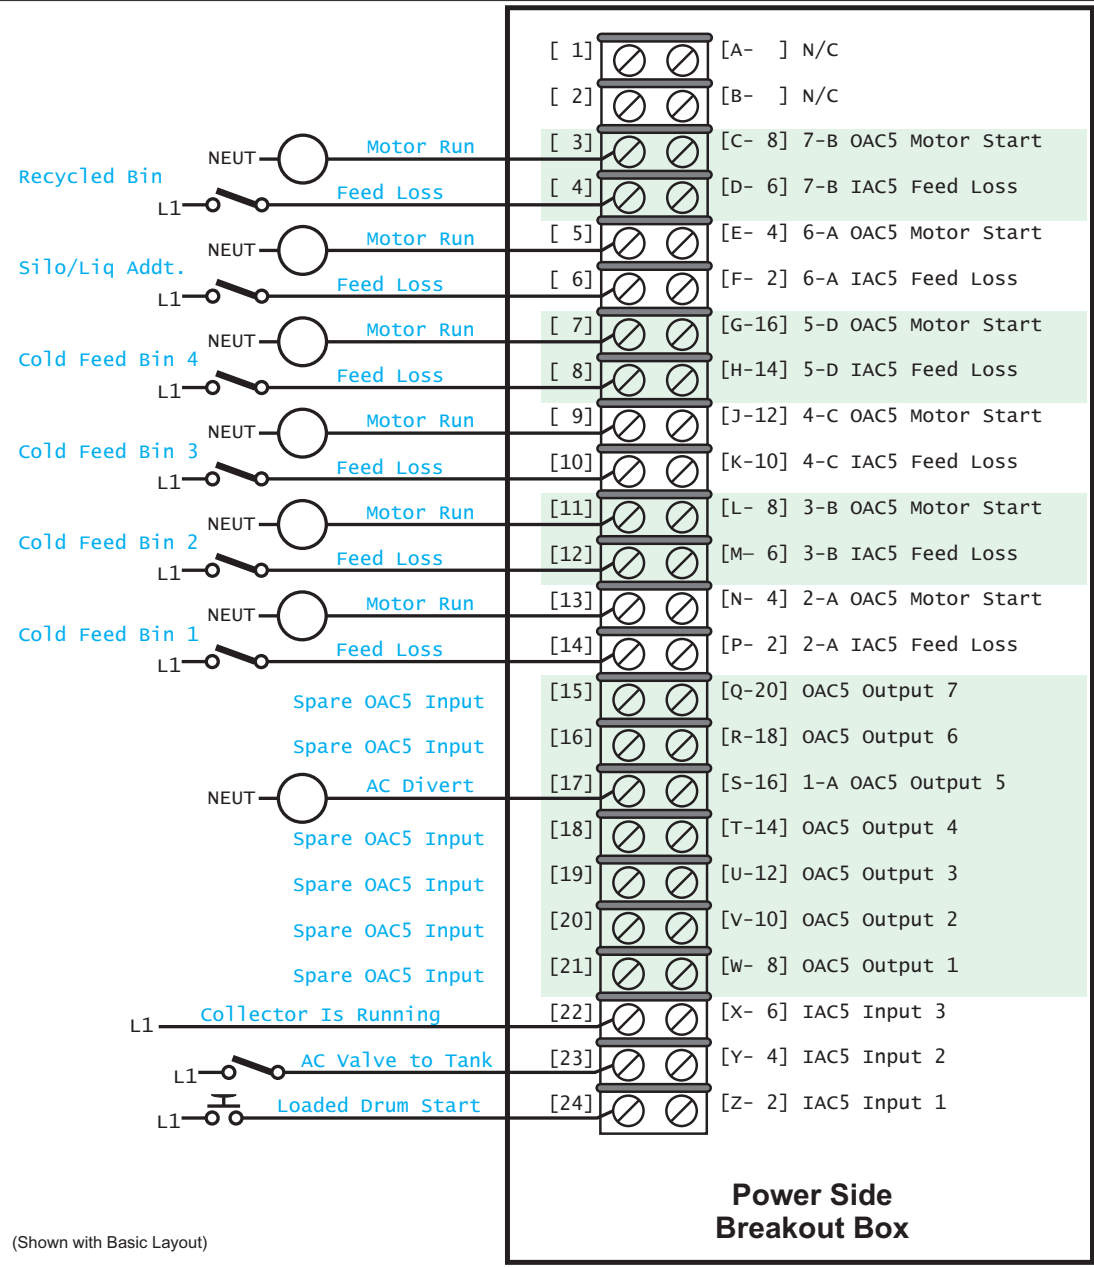 [ 1] [A-  ] N/C
[ 2] [B-  ] N/C
Recycled Bin
NEUT Motor Run [ 3] [C- 8] 7-B OAC5 Motor Start
L1 Feed Loss [ 4] [D- 6] 7-B IAC5 Feed Loss
Silo/Liq Addt.
NEUT Motor Run [ 5] [E- 4] 6-A OAC5 Motor Start
L1 Feed Loss [ 6] [F- 2] 6-A IAC5 Feed Loss
Cold Feed Bin 4
NEUT Motor Run [ 7] [G-16] 5-D OAC5 Motor Start
L1 Feed Loss [ 8] [H-14] 5-D IAC5 Feed Loss
Cold Feed Bin 3
NEUT Motor Run [ 9] [J-12] 4-C OAC5 Motor Start
L1 Feed Loss [10] [K-10] 4-C IAC5 Feed Loss
Cold Feed Bin 2
NEUT Motor Run [11] [L- 8] 3-B OAC5 Motor Start
L1 Feed Loss [12] [M– 6] 3-B IAC5 Feed Loss
Cold Feed Bin 1
NEUT Motor Run [13] [N- 4] 2-A OAC5 Motor Start
L1 Feed Loss [14] [P- 2] 2-A IAC5 Feed Loss
Spare OAC5 Input [15] [Q-20] OAC5 Output 7
Spare OAC5 Input [16] [R-18] OAC5 Output 6
NEUT AC Divert [17] [S-16] 1-A OAC5 Output 5
Spare OAC5 Input [18] [T-14] OAC5 Output 4
Spare OAC5 Input [19] [U-12] OAC5 Output 3
Spare OAC5 Input [20] [V-10] OAC5 Output 2
Spare OAC5 Input [21] [W- 8] OAC5 Output 1
L1 Collector Is Running [22] [X- 6] IAC5 Input 3
L1 AC Valve to Tank [23] [Y- 4] IAC5 Input 2
L1 Loaded Drum Start [24] [Z- 2] IAC5 Input 1
Power Side
Breakout Box
(Shown with Basic Layout)